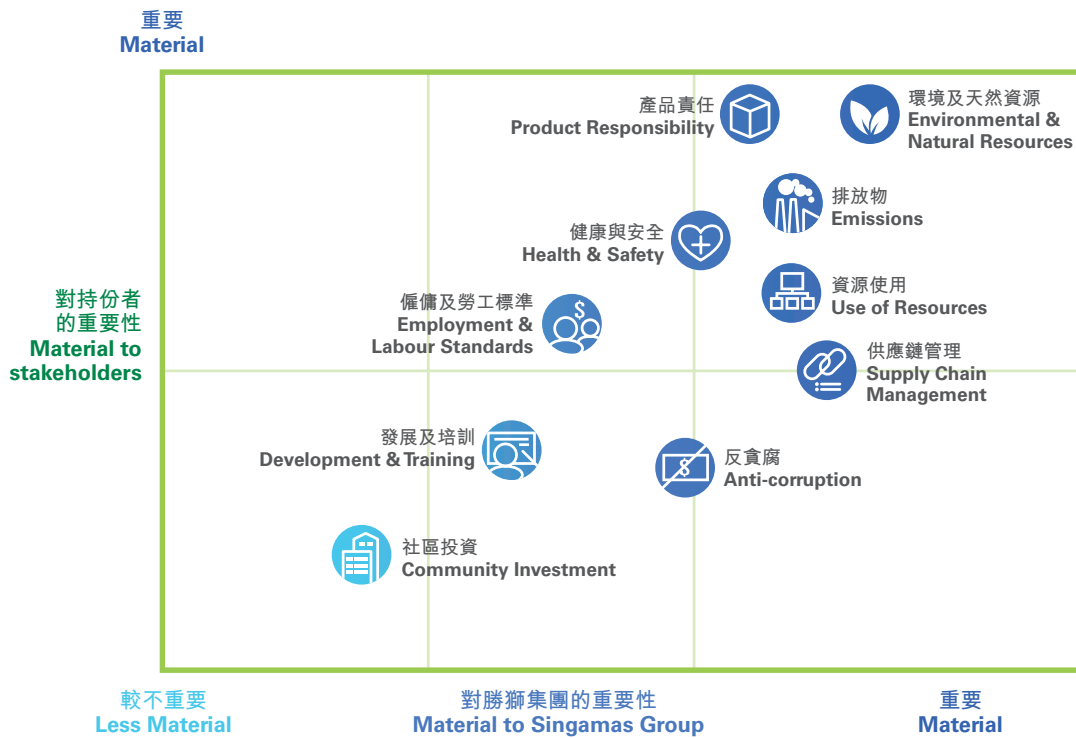 重要
Material
產品責任
Product Responsibility
環境及天然資源
Environmental &
Natural Resources
排放物
Emissions
健康與安全
Health & Safety
資源使用
Use of Resources
對持份者
的重要性
Material to
stakeholders
僱傭及勞工標準
Employment &
Labour Standards
供應鏈管理
Supply Chain
Management
發展及培訓
Development & Training
反貪腐
Anti-corruption
社區投資
Community Investment
較不重要
Less Material
對勝獅集團的重要性
Material to Singamas Group
重要
Material